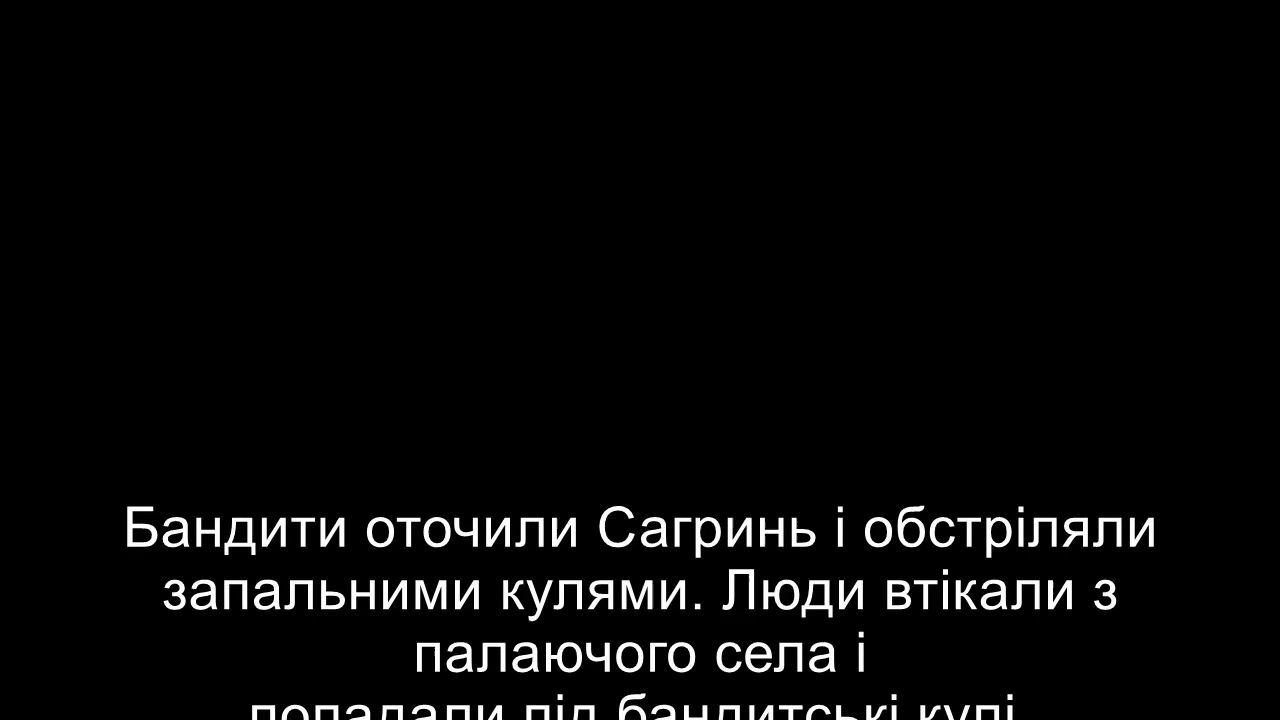 Бандити оточили Сагринь і обстріляли
запальними кулями. Люди втікали з
палаючого села і
попадали під бандитські кулі.